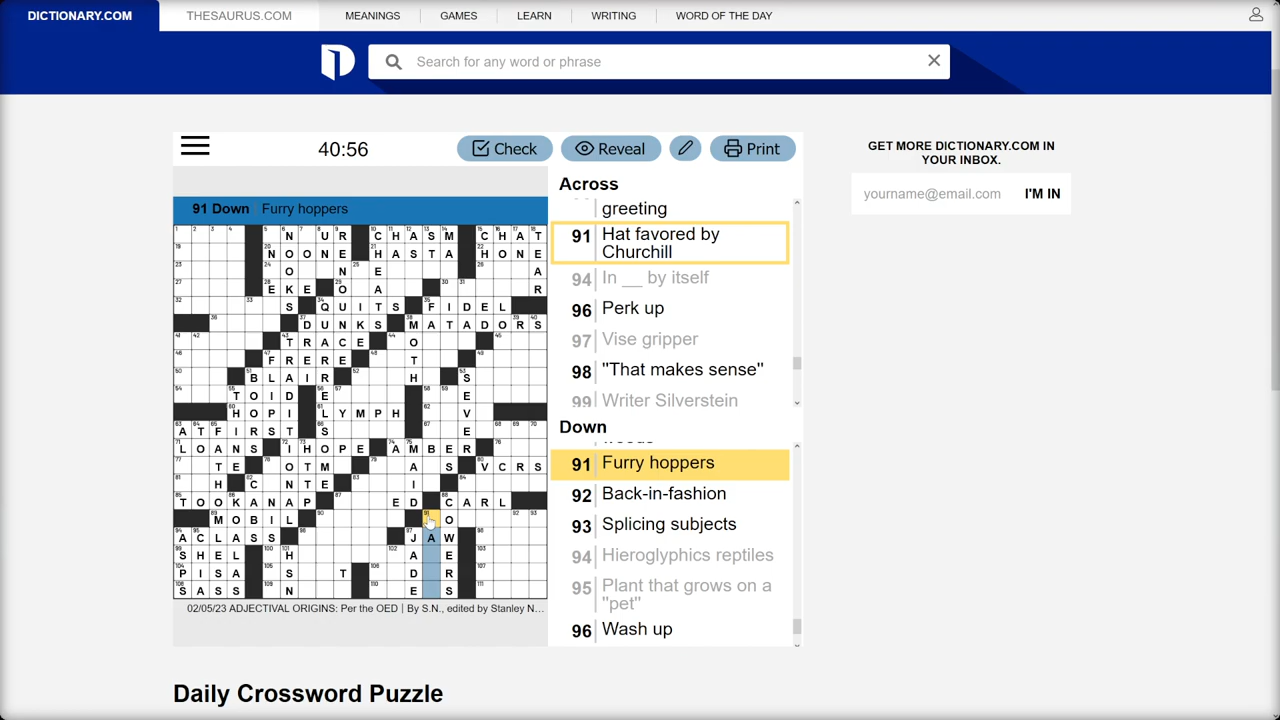 DICTIONARY.COM
THESAURUS.COM
MEANINGS
GAMES
LEARN
WRITING
WORD OF THE DAY
Search for any word or phrase
40:56
Check
Reveal
Print
GET MORE DICTIONARY.COM IN
YOUR INBOX.
yourname@email.com
I'M IN
91 Down Furry hoppers
Across
greeting
91 Hat favored by
Churchill
94 In __ by itself
96 Perk up
97 Vise gripper
98 "That makes sense"
99 Writer Silverstein
Down
91 Furry hoppers
92 Back-in-fashion
93 Splicing subjects
94 Hieroglyphics reptiles
95 Plant that grows on a
"pet"
96 Wash up
N U R C H A S M C H A T
N O O N E H A S T A H O N E
O N E A
E K E O A R
S Q U I T S F I D E L
D U N K S M A T A D O R S
T R A C E O
F R E R E T
B L A I R H S
T O I D E E
H O P I L Y M P H V
A T F I R S T S E
L O A N S I H O P E A M B E R
T E O T M A S V C R S
H C N T E I
T O O K A N A P E D C A R L
M O B I L O
A C L A S S J A W
S H E L H A E
P I S A S T D R
S A S S N E S
02/05/23 ADJECTIVAL ORIGINS: Per the OED | By S.N., edited by Stanley N...
Daily Crossword Puzzle